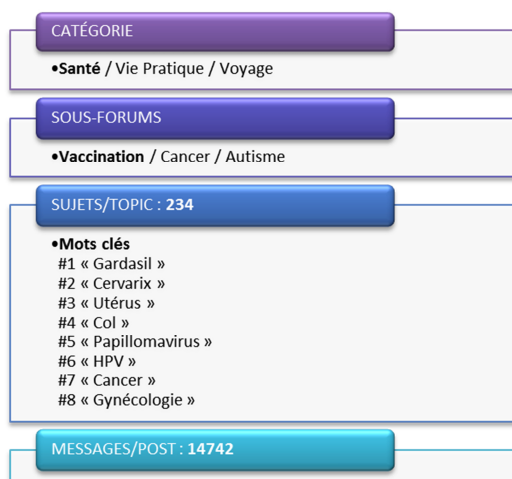 CATÉGORIE
•Santé / Vie Pratique / Voyage
SOUS-FORUMS
•Vaccination / Cancer / Autisme
SUJETS/TOPIC : 234
•Mots clés
#1 « Gardasil »
#2 « Cervarix »
#3 « Utérus »
#4 « Col »
#5 « Papillomavirus »
#6 « HPV »
#7 « Cancer »
#8 « Gynécologie »
MESSAGES/POST : 14742